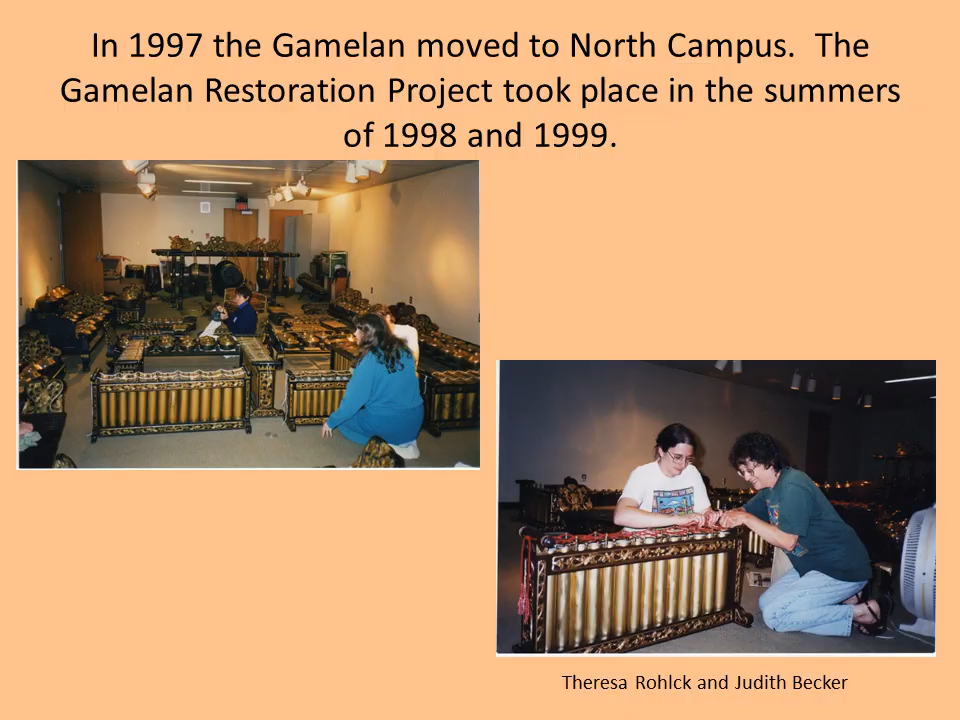 In 1997 the Gamelan moved to North Campus.  The
Gamelan Restoration Project took place in the summers
of 1998 and 1999.
Theresa Rohlck and Judith Becker